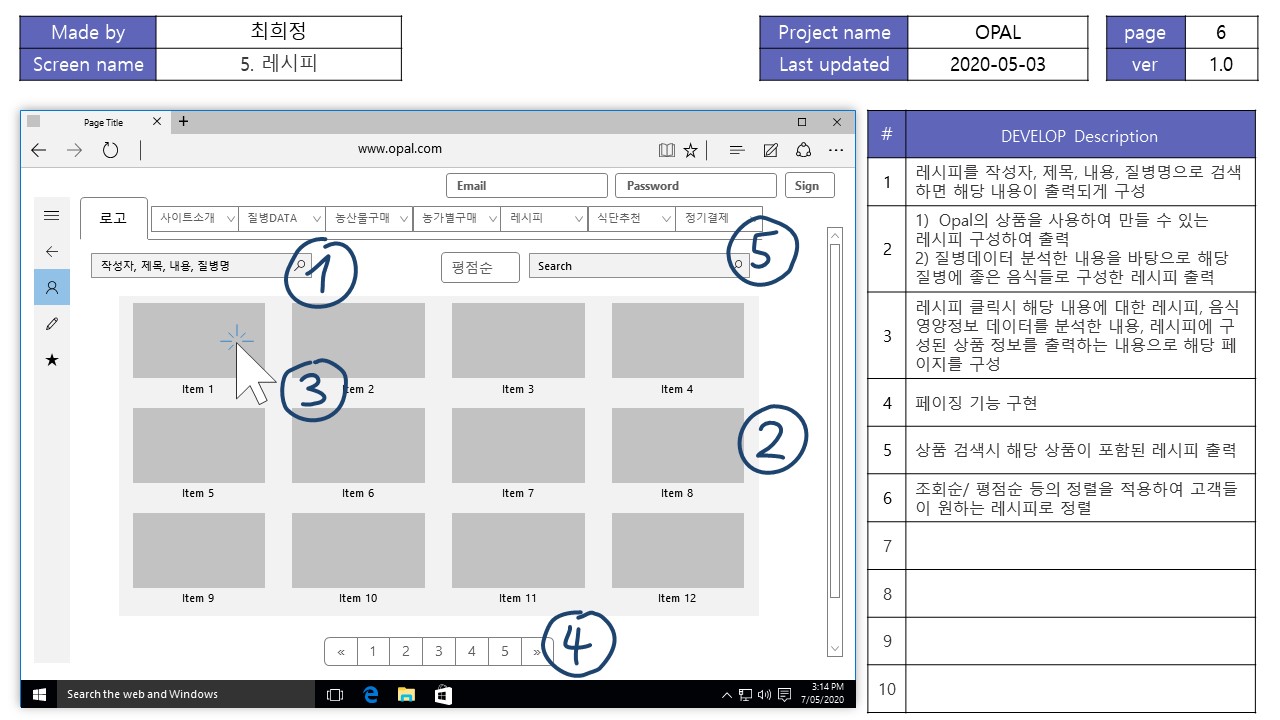 Made by 최희정
Screen name 5. 레시피
Project name OPAL
Last updated 2020-05-03
page 6
ver 1.0
Page Title
www.opal.com
Email Password Sign
로고 사이트소개 질병DATA 농산물구매 농가별구매 레시피 식단추천 정기결제
작성자, 제목, 내용, 질병명
평점순
Search
1
5
Item 1 Item 2 Item 3 Item 4
3
2
Item 5 Item 6 Item 7 Item 8
Item 9 Item 10 Item 11 Item 12
« 1 2 3 4 5 »
4
Search the web and Windows
3:14 PM
7/05/2020
# DEVELOP Description
1 레시피를 작성자, 제목, 내용, 질병명으로 검색
하면 해당 내용이 출력되게 구성
2 1) Opal의 상품을 사용하여 만들 수 있는
레시피 구성하여 출력
2) 질병데이터 분석한 내용을 바탕으로 해당
질병에 좋은 음식들로 구성한 레시피 출력
3 레시피 클릭시 해당 내용에 대한 레시피, 음식
영양정보 데이터를 분석한 내용, 레시피에 구
성된 상품 정보를 출력하는 내용으로 해당 페
이지를 구성
4 페이징 기능 구현
5 상품 검색시 해당 상품이 포함된 레시피 출력
6 조회순/ 평점순 등의 정렬을 적용하여 고객들
이 원하는 레시피로 정렬
7
8
9
10